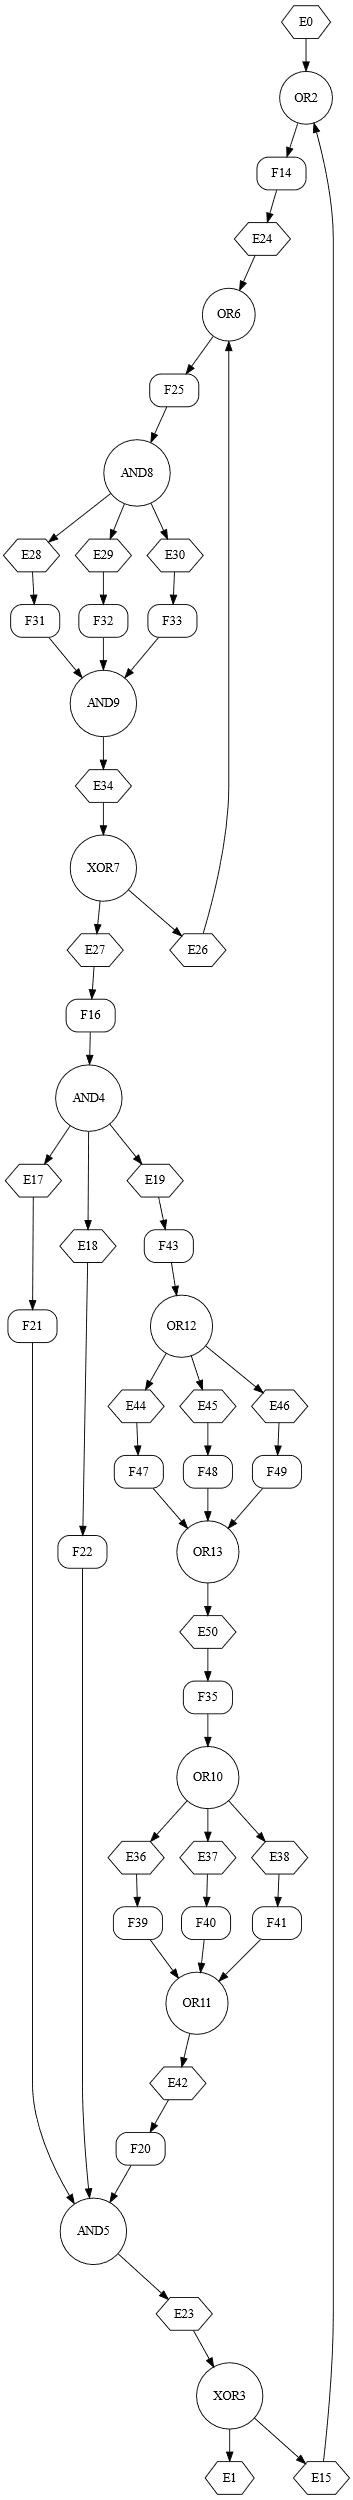 E0
OR2
F14
E24
OR6
F25
AND8
E28 E29 E30
F31 F32 F33
AND9
E34
XOR7
E27 E26
F16
AND4
E17 E19
E18 F43
F21 OR12
E44 E45 E46
F47 F48 F49
F22 OR13
E50
F35
OR10
E36 E37 E38
F39 F40 F41
OR11
E42
F20
AND5
E23
XOR3
E1 E15